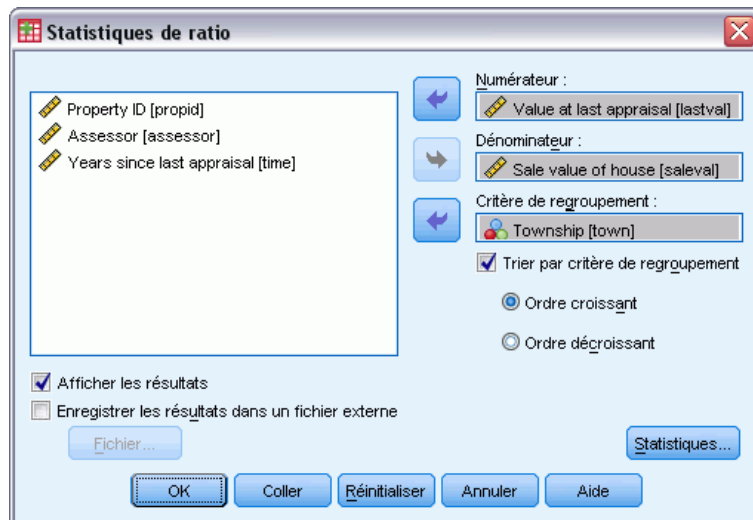 Statistiques de ratio
Property ID [propid]
Assessor [assessor]
Years since last appraisal [time]
Numérateur :
Value at last appraisal [lastval]
Dénominateur :
Sale value of house [saleval]
Critère de regroupement :
Township [town]
Trier par critère de regroupement
Ordre croissant
Ordre décroissant
Afficher les résultats
Enregistrer les résultats dans un fichier externe
Fichier...
Statistiques...
OK
Coller
Réinitialiser
Annuler
Aide